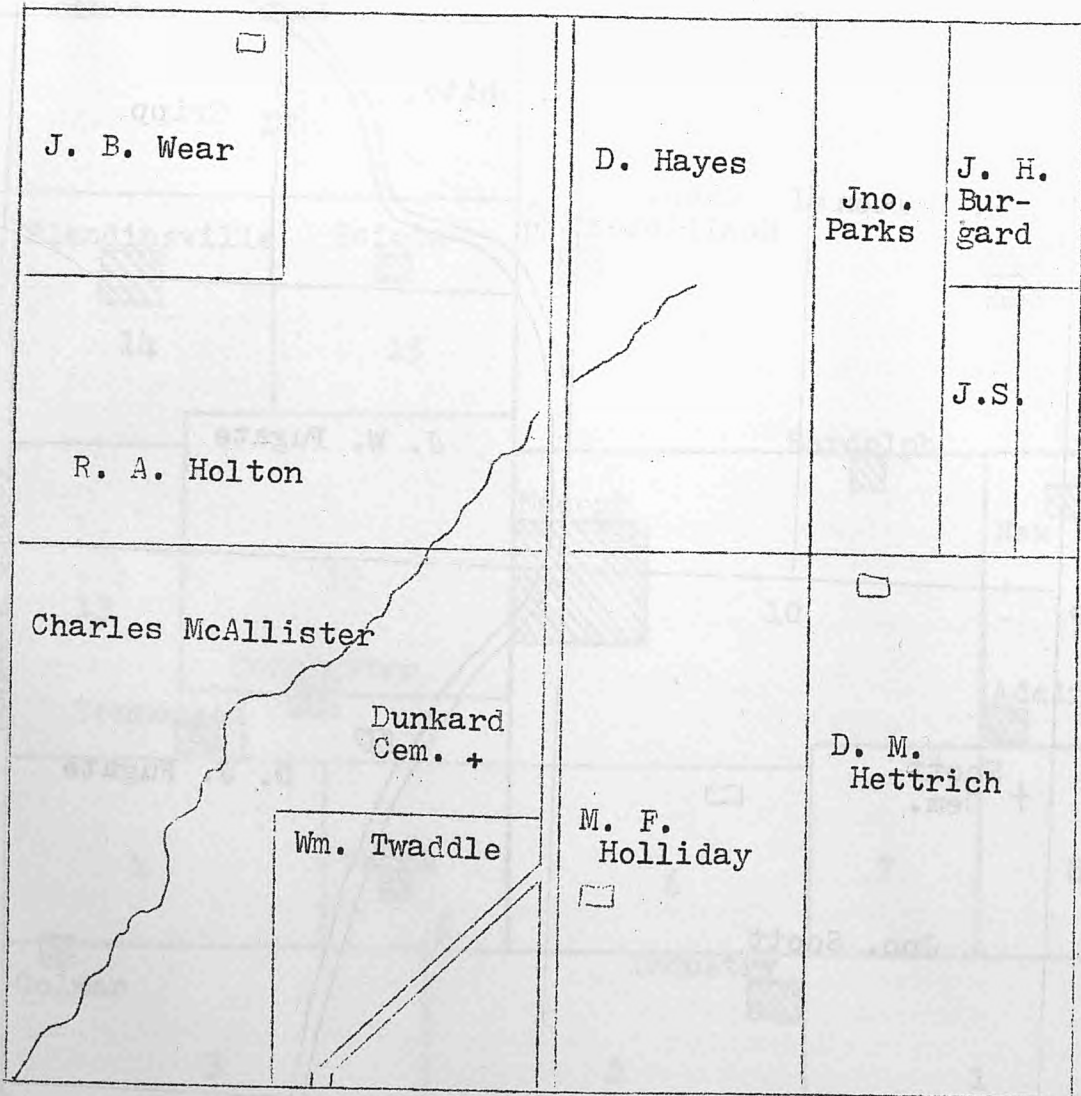 J. B. Wear
D. Hayes
Jno.
Parks
J. H.
Bur-
gard
J.S.
R. A. Holton
Charles McAllister
Dunkard
Cem. +
D. M.
Hettrich
Wm. Twaddle
M. F.
Holliday